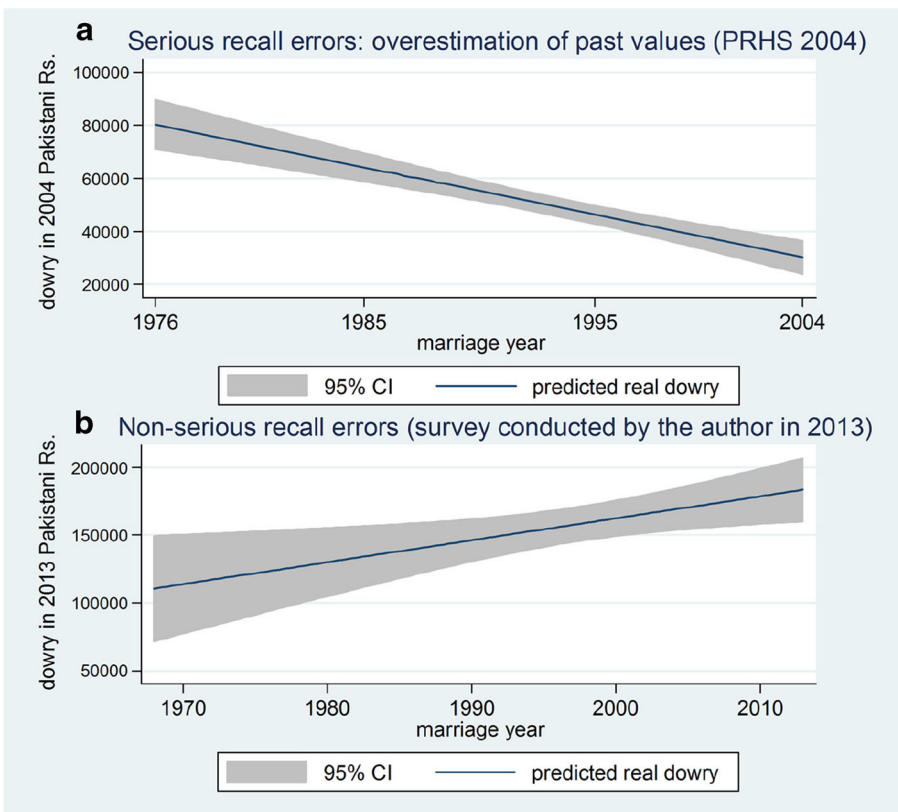 a
Serious recall errors: overestimation of past values (PRHS 2004)
dowry in 2004 Pakistani Rs.
100000
80000
60000
40000
20000
1976 1985 1995 2004
marriage year
95% CI predicted real dowry
b
Non-serious recall errors (survey conducted by the author in 2013)
dowry in 2013 Pakistani Rs.
200000
150000
100000
50000
1970 1980 1990 2000 2010
marriage year
95% CI predicted real dowry